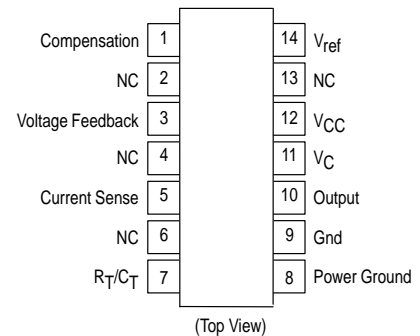 Compensation 1 14 Vref
NC 2 13 NC
Voltage Feedback 3 12 VCC
NC 4 11 VC
Current Sense 5 10 Output
NC 6 9 Gnd
RT/CT 7 8 Power Ground
(Top View)